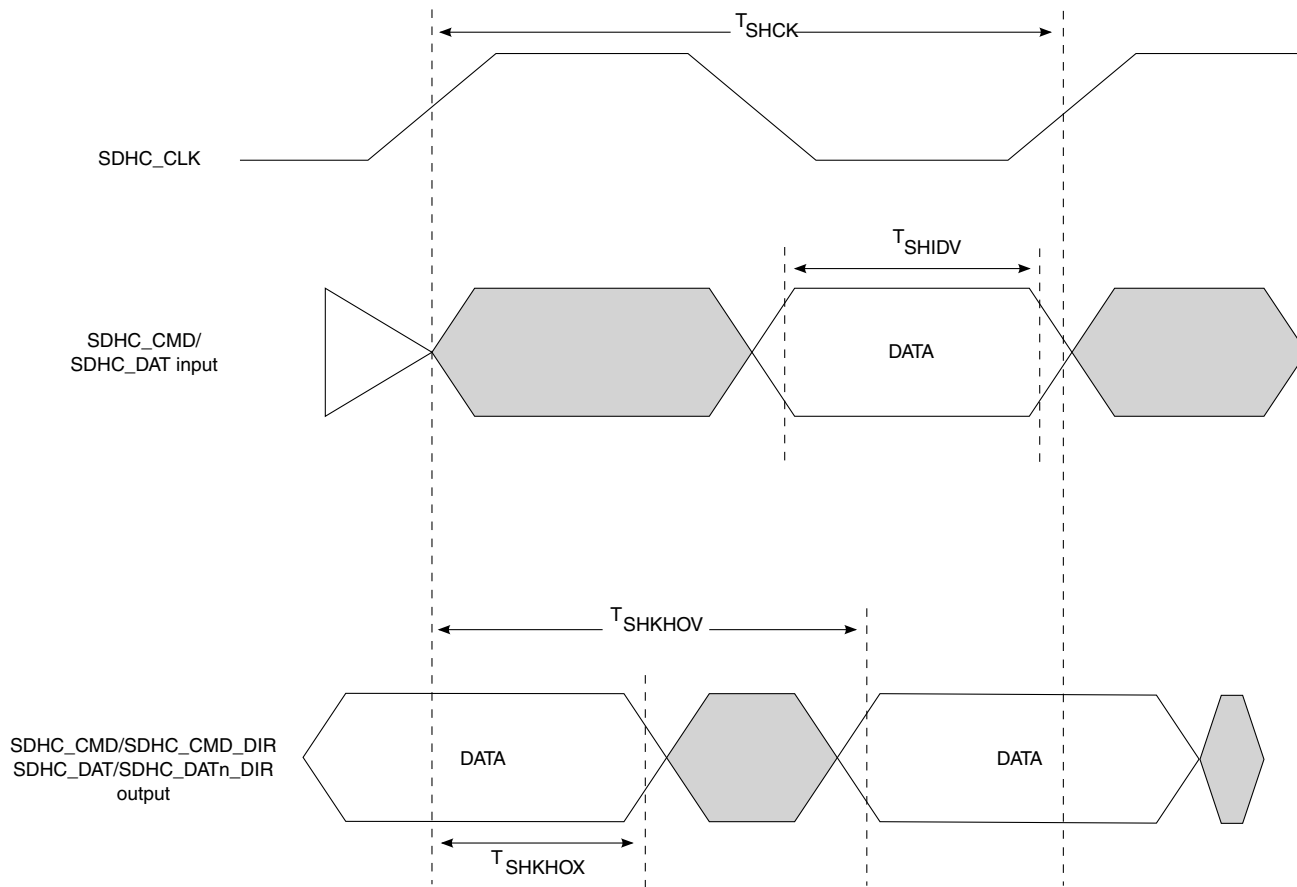 TSHCK
SDHC_CLK
TSHIDV
SDHC_CMD/
SDHC_DAT input
DATA
TSHKHOV
SDHC_CMD/SDHC_CMD_DIR
SDHC_DAT/SDHC_DATn_DIR
output
DATA
DATA
TSHKHOX